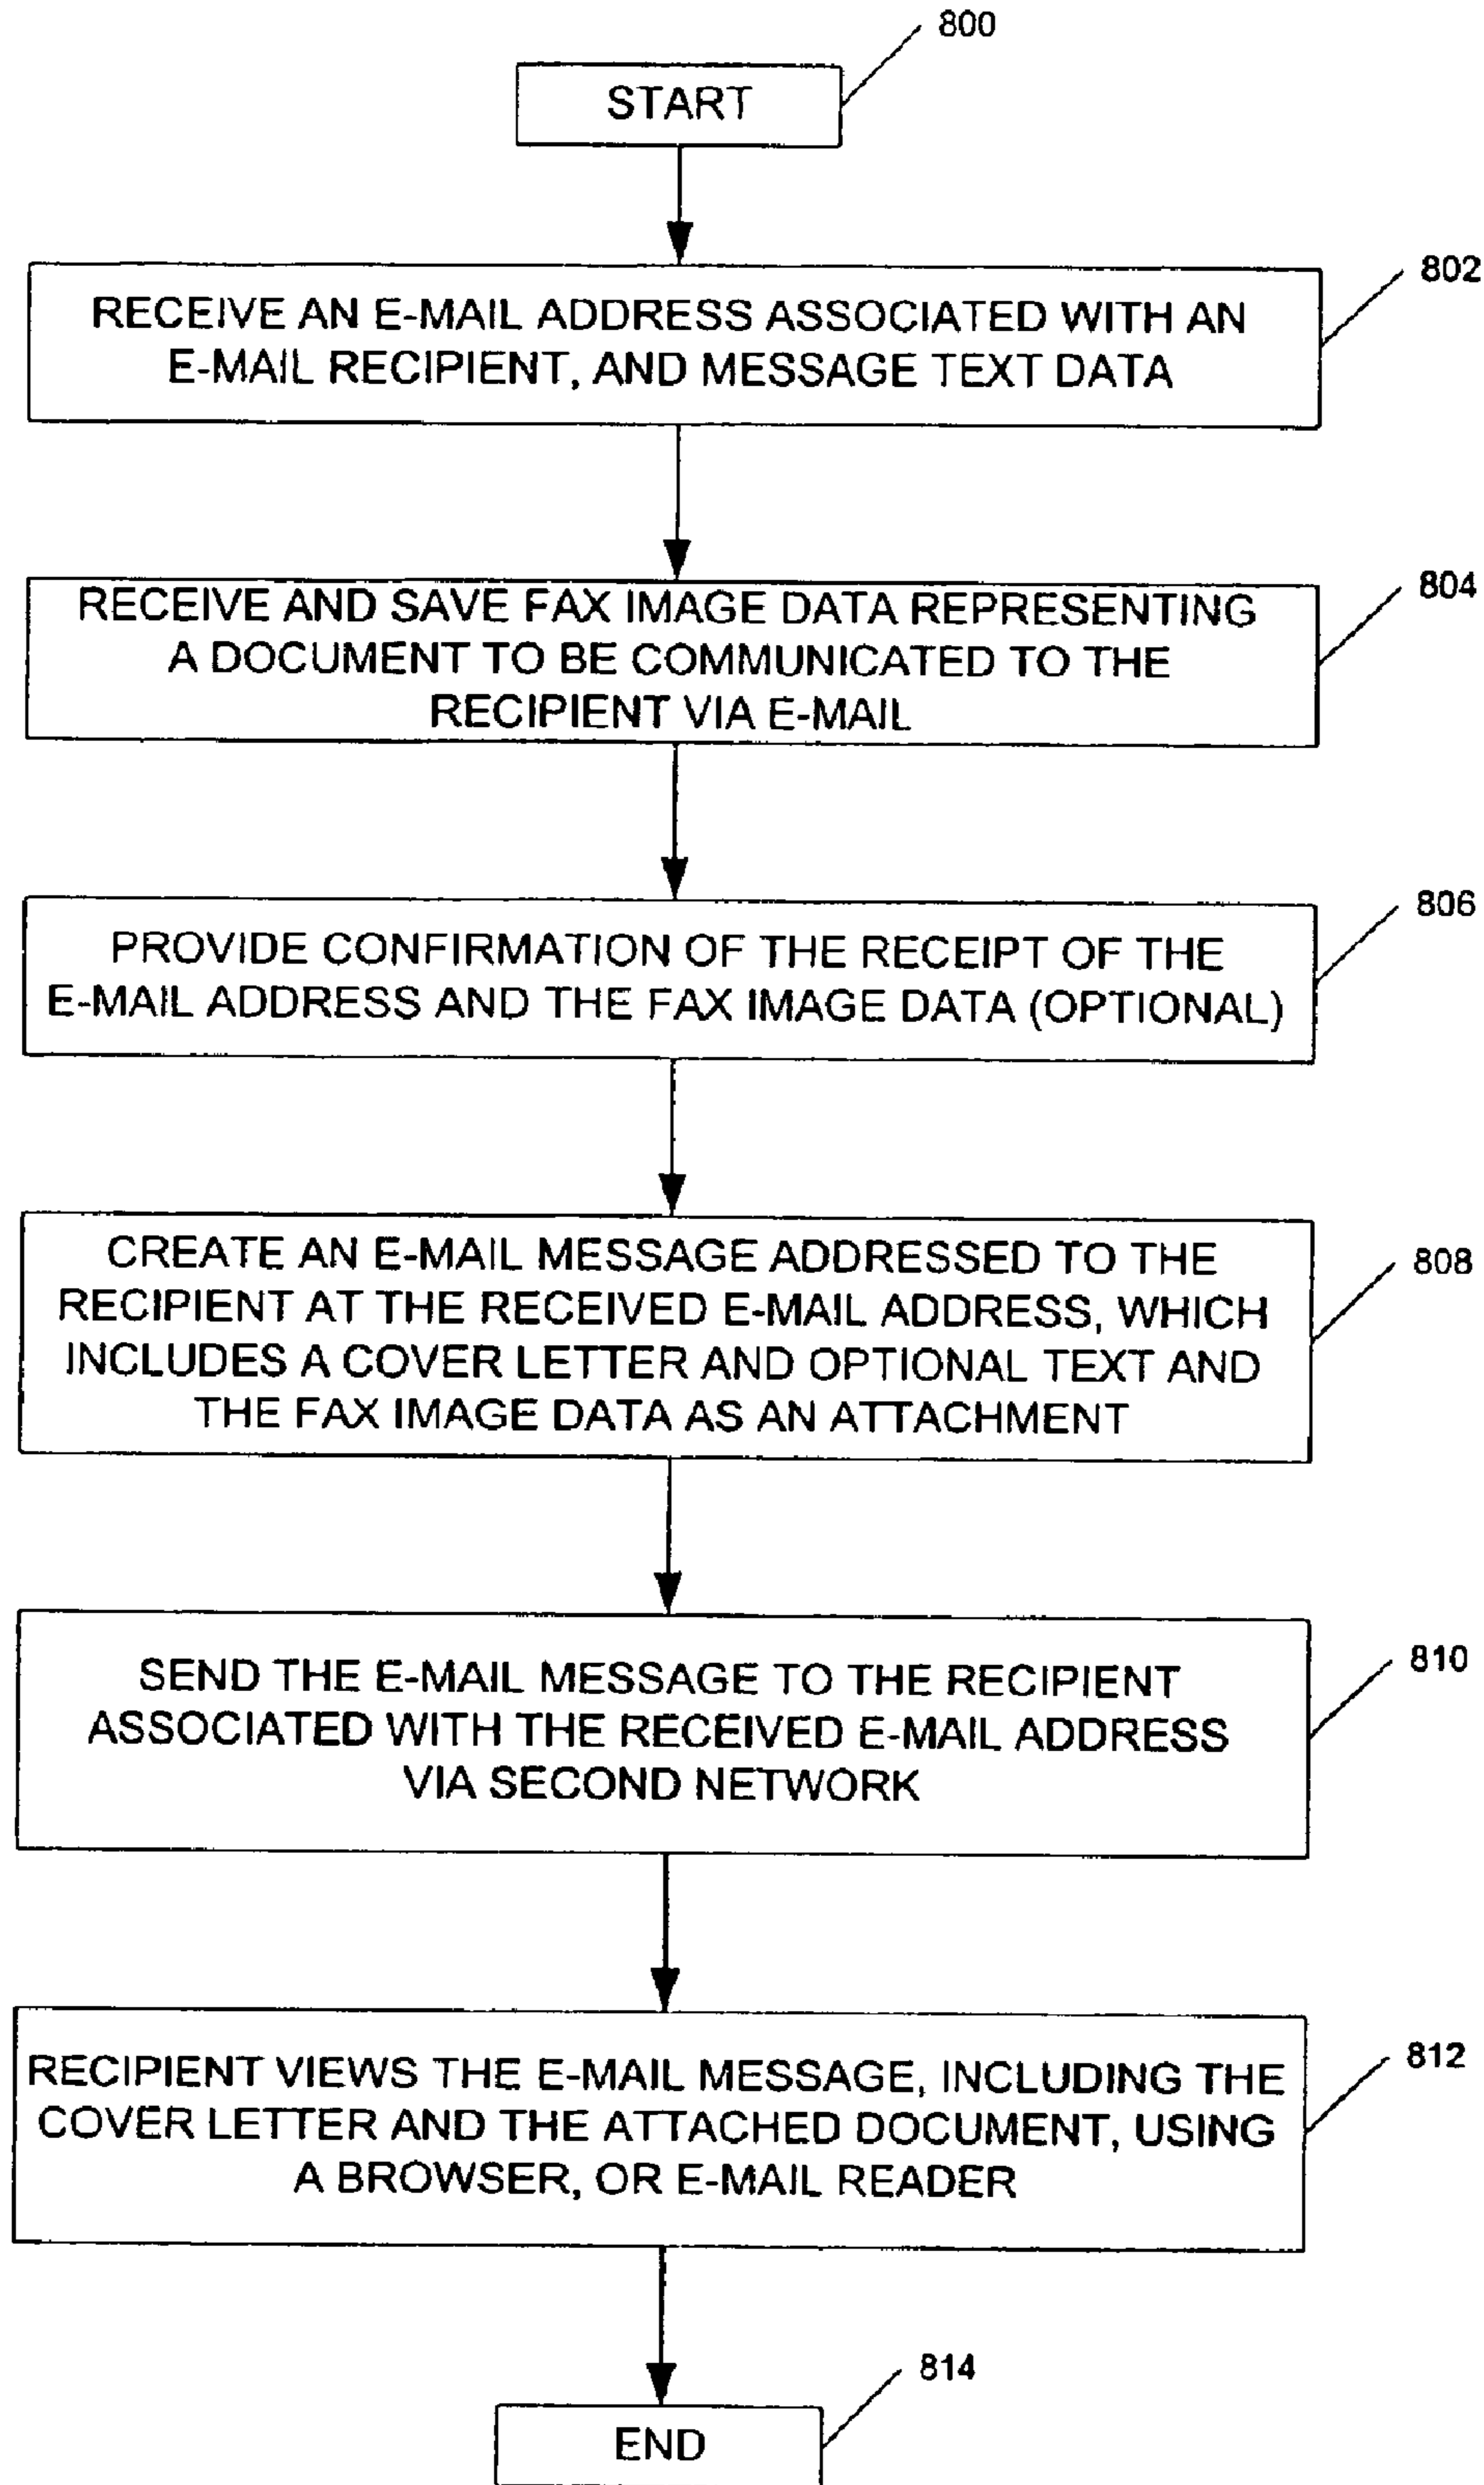 800
START
802
RECEIVE AN E-MAIL ADDRESS ASSOCIATED WITH AN
E-MAIL RECIPIENT, AND MESSAGE TEXT DATA
804
RECEIVE AND SAVE FAX IMAGE DATA REPRESENTING
A DOCUMENT TO BE COMMUNICATED TO THE
RECIPIENT VIA E-MAIL
806
PROVIDE CONFIRMATION OF THE RECEIPT OF THE
E-MAIL ADDRESS AND THE FAX IMAGE DATA (OPTIONAL)
808
CREATE AN E-MAIL MESSAGE ADDRESSED TO THE
RECIPIENT AT THE RECEIVED E-MAIL ADDRESS, WHICH
INCLUDES A COVER LETTER AND OPTIONAL TEXT AND
THE FAX IMAGE DATA AS AN ATTACHMENT
810
SEND THE E-MAIL MESSAGE TO THE RECIPIENT
ASSOCIATED WITH THE RECEIVED E-MAIL ADDRESS
VIA SECOND NETWORK
812
RECIPIENT VIEWS THE E-MAIL MESSAGE, INCLUDING THE
COVER LETTER AND THE ATTACHED DOCUMENT, USING
A BROWSER, OR E-MAIL READER
814
END